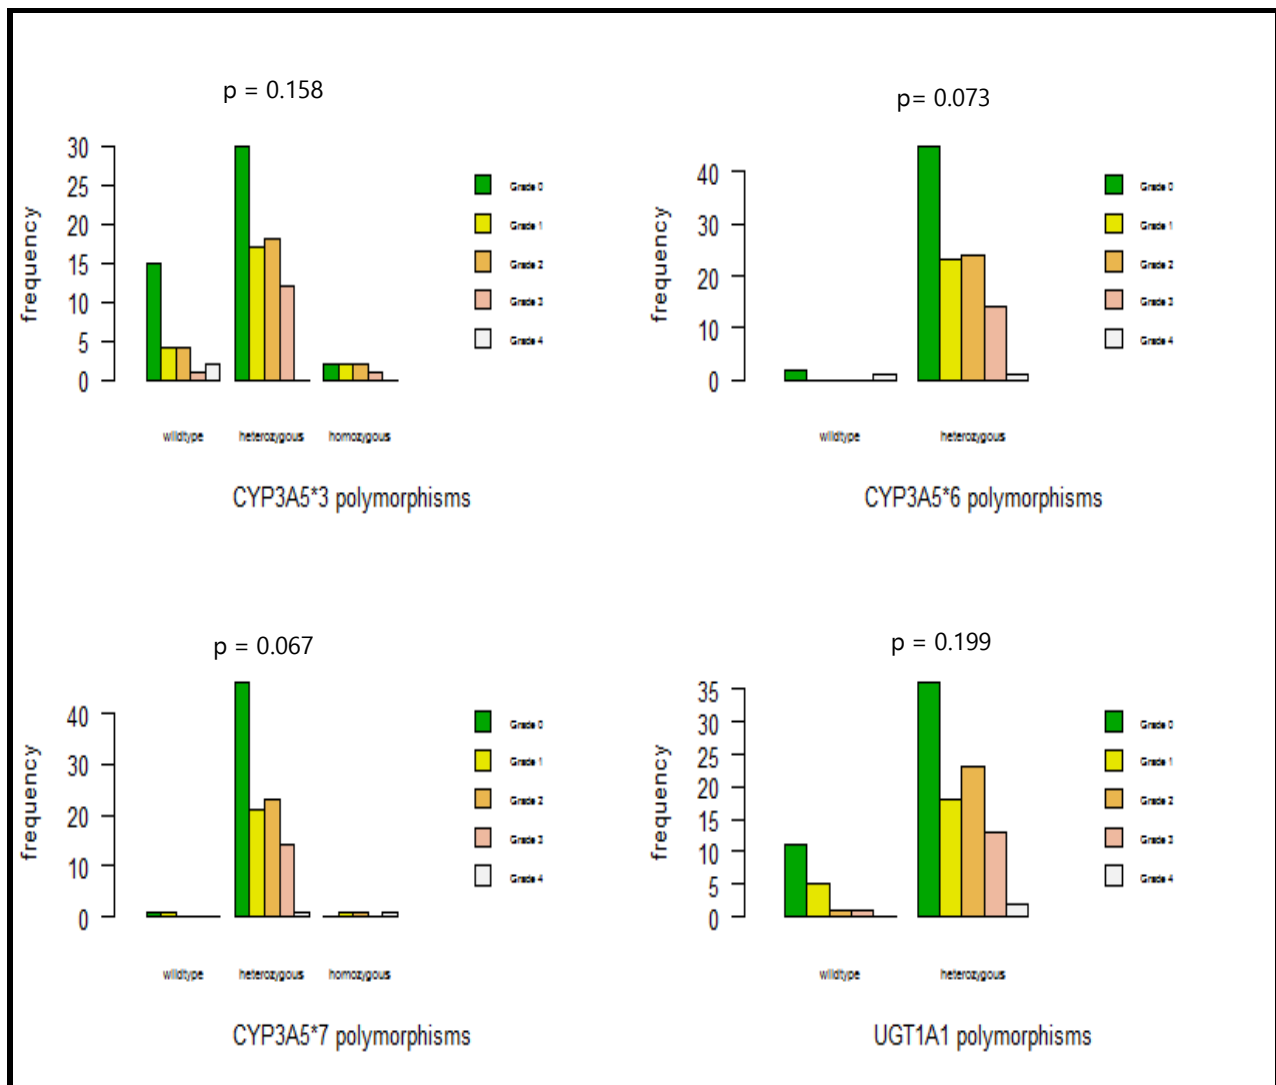 p = 0.158
30
25
20
15
10
5
0
frequency
Grade 0
Grade 1
Grade 2
Grade 3
Grade 4
wildtype heterozygous homozygous
CYP3A5*3 polymorphisms
p= 0.073
40
30
20
10
0
frequency
Grade 0
Grade 1
Grade 2
Grade 3
Grade 4
wildtype heterozygous
CYP3A5*6 polymorphisms
p = 0.067
40
30
20
10
0
frequency
Grade 0
Grade 1
Grade 2
Grade 3
Grade 4
wildtype heterozygous homozygous
CYP3A5*7 polymorphisms
p = 0.199
35
30
25
20
15
10
5
0
frequency
Grade 0
Grade 1
Grade 2
Grade 3
Grade 4
wildtype heterozygous
UGT1A1 polymorphisms